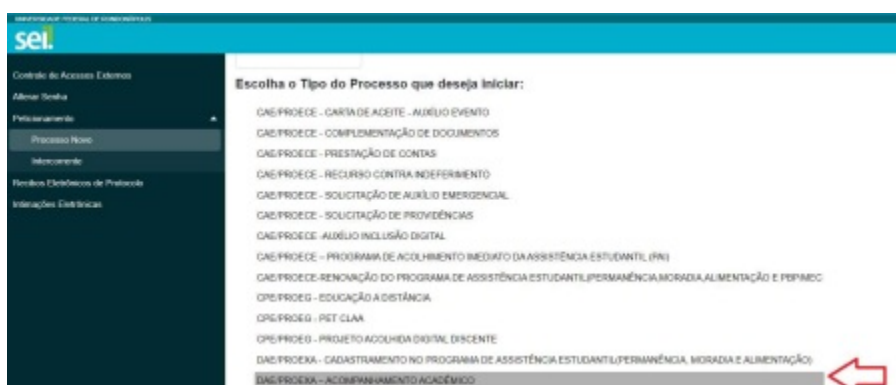 UNIVERSIDADE FEDERAL DE RONDONÓPOLIS
sei.
Controle de Acessos Externos
Alterar Senha
Peticionamento
Processo Novo
Intercorrente
Recibos Eletrônicos de Protocolo
Intimações Eletrônicas
Escolha o Tipo do Processo que deseja iniciar:
CAE/PROECE - CARTA DE ACEITE - AUXÍLIO EVENTO
CAE/PROECE - COMPLEMENTAÇÃO DE DOCUMENTOS
CAE/PROECE - PRESTAÇÃO DE CONTAS
CAE/PROECE - RECURSO CONTRA INDEFERIMENTO
CAE/PROECE - SOLICITAÇÃO DE AUXÍLIO EMERGENCIAL
CAE/PROECE - SOLICITAÇÃO DE PROVIDÊNCIAS
CAE/PROECE -AUXÍLIO INCLUSÃO DIGITAL
CAE/PROECE – PROGRAMA DE ACOLHIMENTO IMEDIATO DA ASSISTÊNCIA ESTUDANTIL (PAI)
CAE/PROECE-RENOVAÇÃO DO PROGRAMA DE ASSISTÊNCIA ESTUDANTIL(PERMANÊNCIA,MORADIA,ALIMENTAÇÃO E PBP/MEC
CPE/PROEG - EDUCAÇÃO A DISTÂNCIA
CPE/PROEG - PET CLAA
CPE/PROEG - PROJETO ACOLHIDA DIGITAL DISCENTE
DAE/PROEXA - CADASTRAMENTO NO PROGRAMA DE ASSISTÊNCIA ESTUDANTIL(PERMANÊNCIA, MORADIA E ALIMENTAÇÃO)
DAE/PROEXA – ACOMPANHAMENTO ACADÊMICO